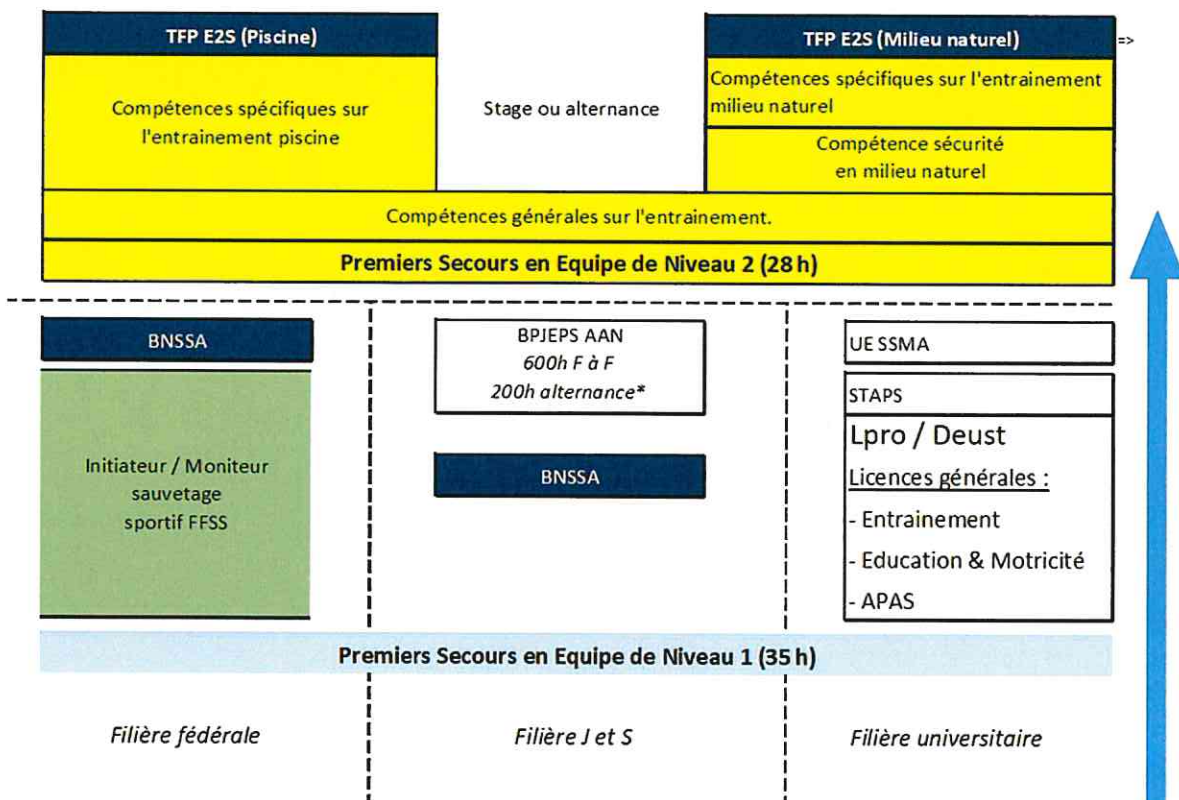 TFP E2S (Piscine)
TFP E2S (Milieu naturel)
=>
Compétences spécifiques sur
l'entrainement piscine
Stage ou alternance
Compétences spécifiques sur l'entrainement
milieu naturel
Compétence sécurité
en milieu naturel
Compétences générales sur l'entrainement.
Premiers Secours en Equipe de Niveau 2 (28 h)
BNSSA
Initiateur / Moniteur
sauvetage
sportif FFSS
BPJEPS AAN
600h F à F
200h alternance*
BNSSA
UE SSMA
STAPS
Lpro / Deust
Licences générales :
- Entrainement
- Education & Motricité
- APAS
Premiers Secours en Equipe de Niveau 1 (35 h)
Filière fédérale
Filière J et S
Filière universitaire